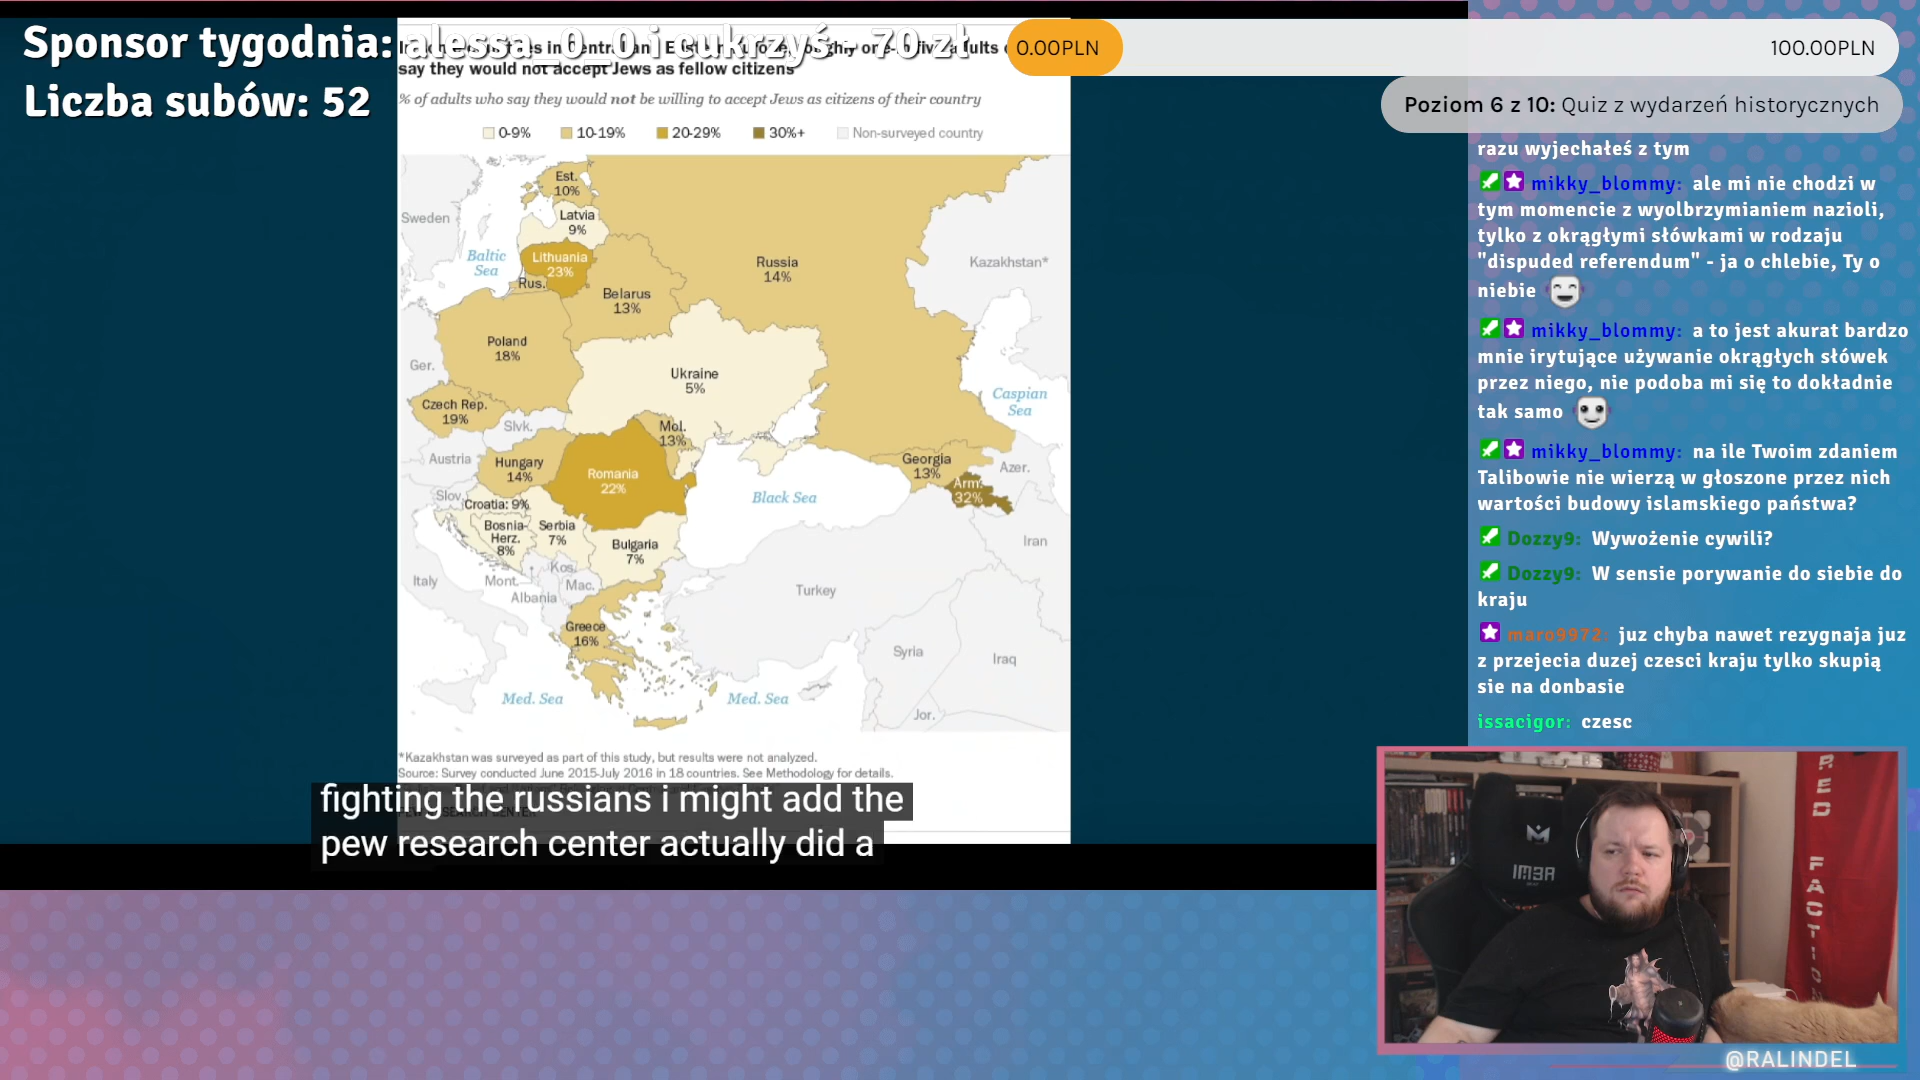 Sponsor tygodnia: alessa_0_0 i cukrzyś - 70 zł
Liczba subów: 52
0.00PLN
100.00PLN
Poziom 6 z 10: Quiz z wydarzeń historycznych
say they would not accept Jews as fellow citizens
% of adults who say they would not be willing to accept Jews as citizens of their country
0-9% 10-19% 20-29% 30%+ Non-surveyed country
Est.
10%
Sweden
Latvia
9%
Baltic
Sea
Lithuania
23%
Rus.
Russia
14%
Kazakhstan*
Belarus
13%
Poland
18%
Ger.
Ukraine
5%
Caspian
Sea
Czech Rep.
19%
Slvk.
Mol.
13%
Austria
Hungary
14%
Romania
22%
Georgia
13%
Azer.
Arm.
32%
Slov.
Croatia: 9%
Black Sea
Bosnia-
Herz.
8%
Serbia
7%
Bulgaria
7%
Iran
Italy
Mont.
Kos.
Mac.
Albania
Turkey
Greece
16%
Syria
Iraq
Med. Sea
Med. Sea
Jor.
*Kazakhstan was surveyed as part of this study, but results were not analyzed.
Source: Survey conducted June 2015-July 2016 in 18 countries. See Methodology for details.
fighting the russians i might add the
pew research center actually did a
razu wyjechałeś z tym
mikky_blommy: ale mi nie chodzi w
tym momencie z wyolbrzymianiem nazioli,
tylko z okrągłymi słówkami w rodzaju
"dispuded referendum" - ja o chlebie, Ty o
niebie
mikky_blommy: a to jest akurat bardzo
mnie irytujące używanie okrągłych słówek
przez niego, nie podoba mi się to dokładnie
tak samo
mikky_blommy: na ile Twoim zdaniem
Talibowie nie wierzą w głoszone przez nich
wartości budowy islamskiego państwa?
Dozzy9: Wywożenie cywili?
Dozzy9: W sensie porywanie do siebie do
kraju
maro9972: juz chyba nawet rezygnaja juz
z przejecia duzej czesci kraju tylko skupią
sie na donbasie
issacigor: czesc
IM3A
RED FACTIO
@RALINDEL